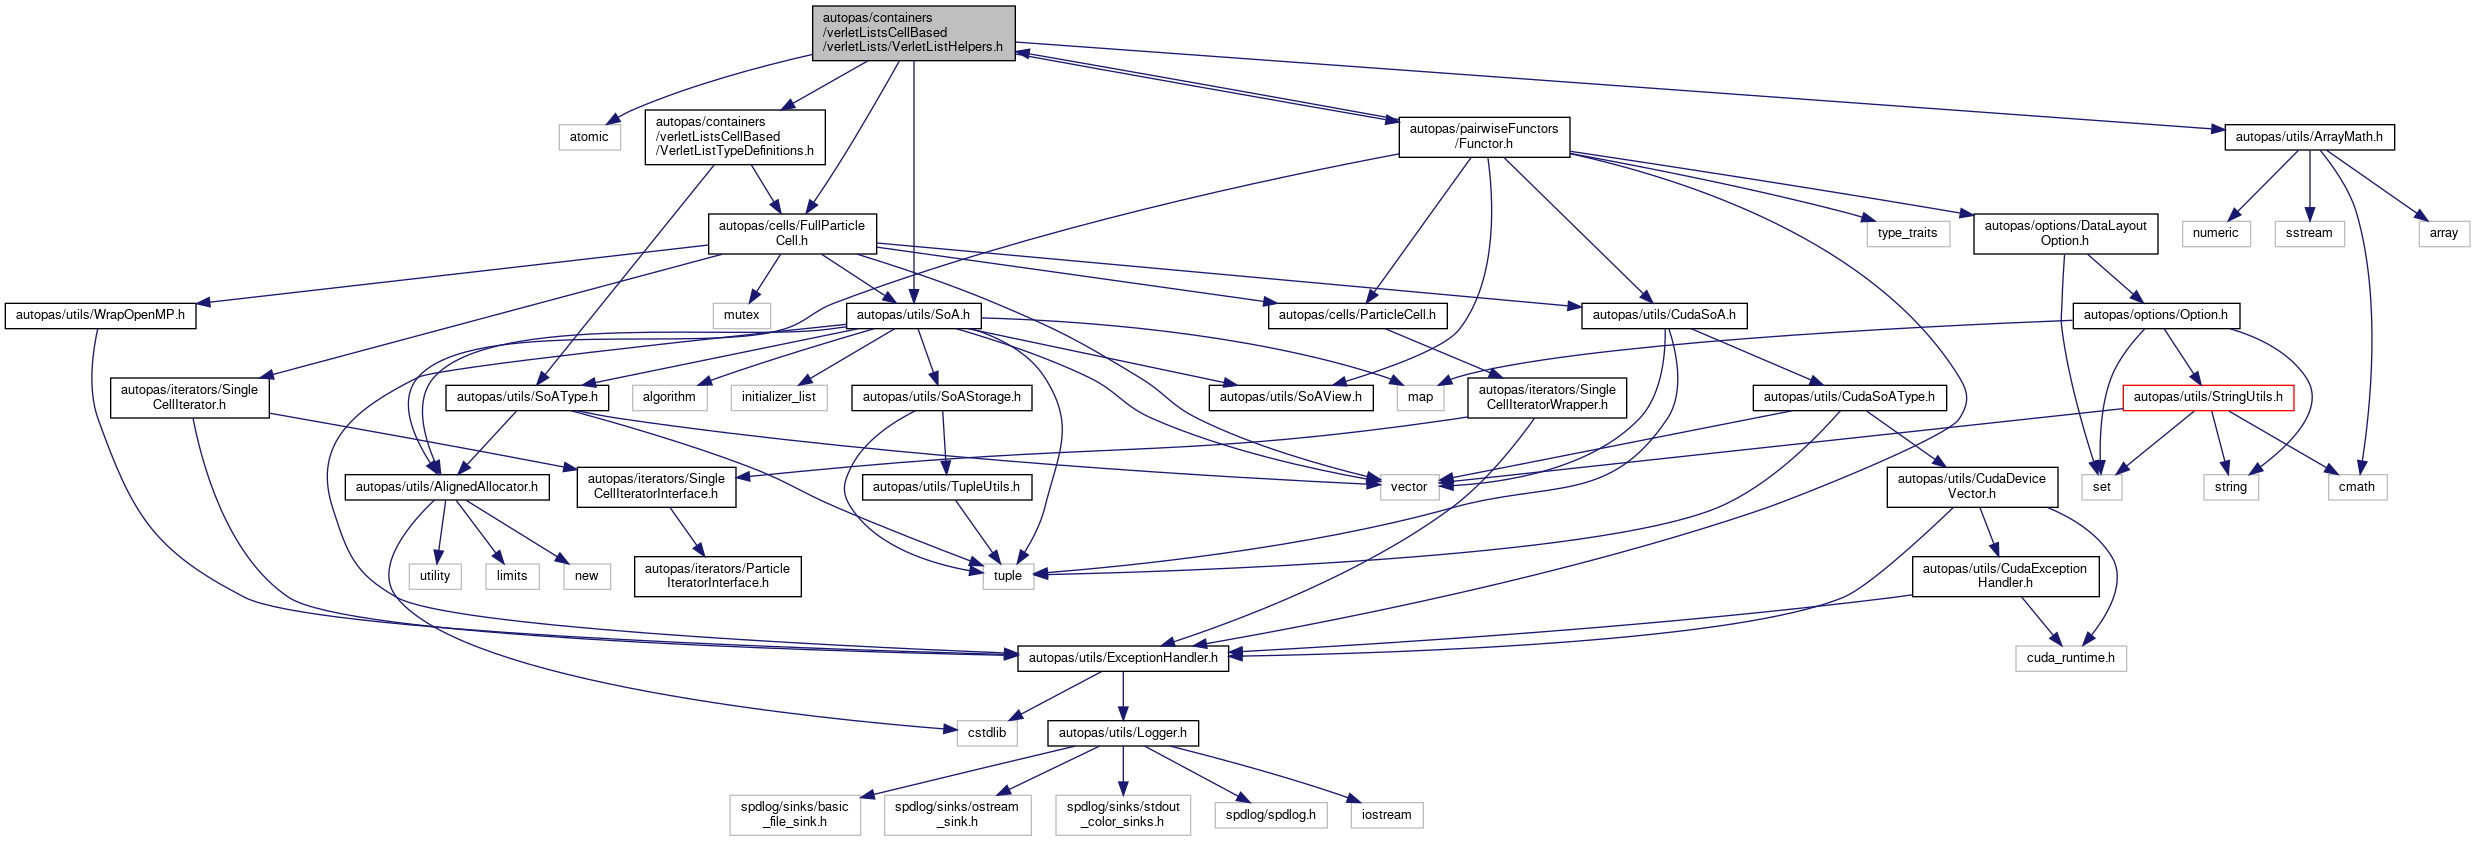 autopas/containers
/verletListsCellBased
/verletLists/VerletListHelpers.h
atomic
autopas/containers
/verletListsCellBased
/VerletListTypeDefinitions.h
autopas/pairwiseFunctors
/Functor.h
autopas/utils/ArrayMath.h
autopas/cells/FullParticle
Cell.h
type_traits
autopas/options/DataLayout
Option.h
numeric
sstream
array
autopas/utils/WrapOpenMP.h
mutex
autopas/utils/SoA.h
autopas/cells/ParticleCell.h
autopas/utils/CudaSoA.h
autopas/options/Option.h
autopas/iterators/Single
CellIterator.h
autopas/utils/SoAType.h
algorithm
initializer_list
autopas/utils/SoAStorage.h
autopas/utils/SoAView.h
map
autopas/iterators/Single
CellIteratorWrapper.h
autopas/utils/CudaSoAType.h
autopas/utils/StringUtils.h
autopas/utils/AlignedAllocator.h
autopas/iterators/Single
CellIteratorInterface.h
autopas/utils/TupleUtils.h
vector
autopas/utils/CudaDevice
Vector.h
set
string
cmath
utility
limits
new
autopas/iterators/Particle
IteratorInterface.h
tuple
autopas/utils/CudaException
Handler.h
autopas/utils/ExceptionHandler.h
cuda_runtime.h
cstdlib
autopas/utils/Logger.h
spdlog/sinks/basic
_file_sink.h
spdlog/sinks/ostream
_sink.h
spdlog/sinks/stdout
_color_sinks.h
spdlog/spdlog.h
iostream